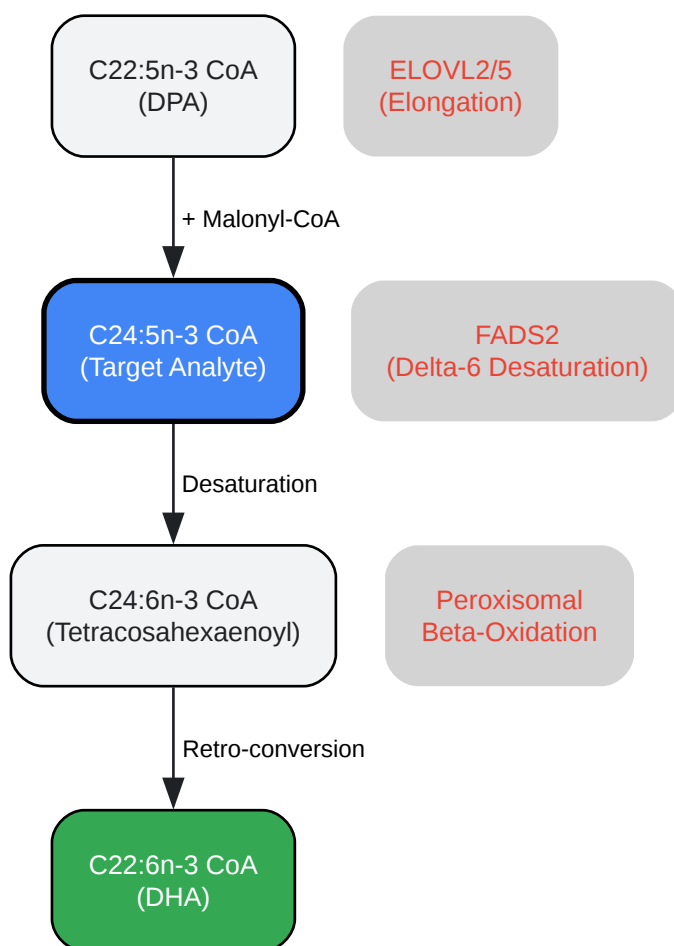 C22:5n-3 CoA
(DPA)
ELOVL2/5
(Elongation)
+ Malonyl-CoA
C24:5n-3 CoA
(Target Analyte)
FADS2
(Delta-6 Desaturation)
Desaturation
C24:6n-3 CoA
(Tetracosahexaenoyl)
Peroxisomal
Beta-Oxidation
Retro-conversion
C22:6n-3 CoA
(DHA)